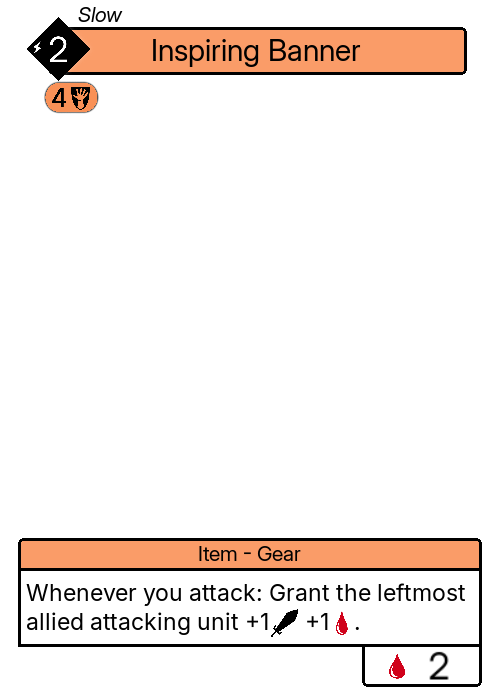 Slow
2
Inspiring Banner
4
Item - Gear
Whenever you attack: Grant the leftmost
allied attacking unit +1 +1 .
2